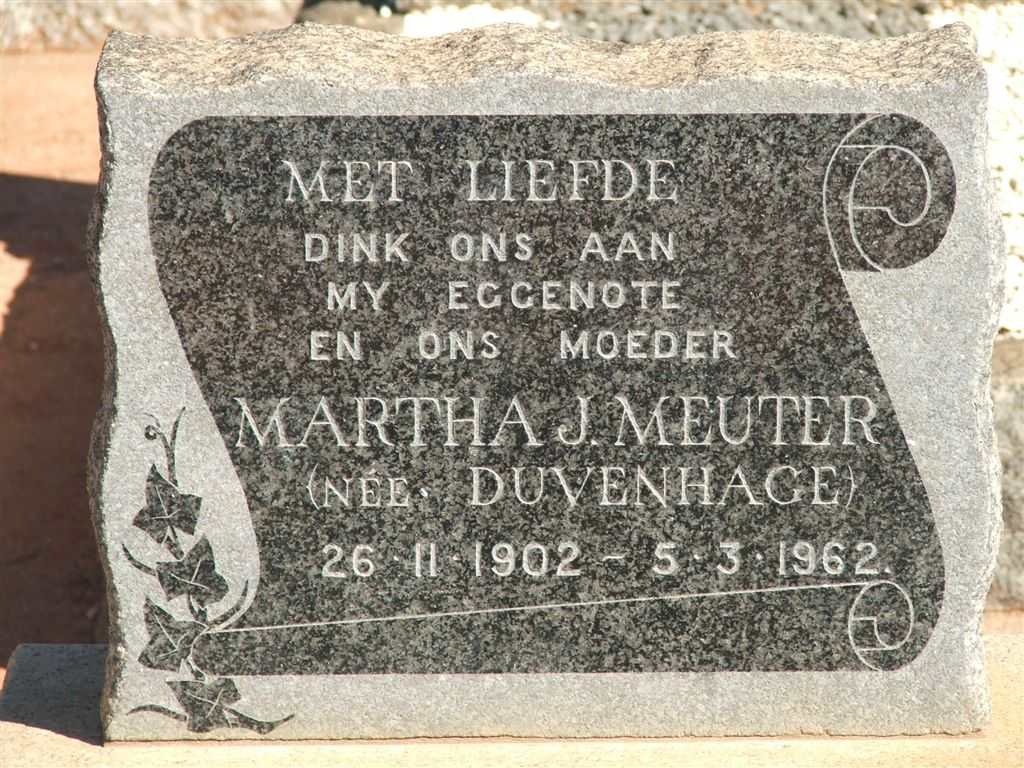 MET LIEFDE
DINK ONS AAN
MY EGGENOTE
EN ONS MOEDER
MARTHA J. MEUTER
(NÉE DUVENHAGE)
26·11·1902 – 5·3·1962.